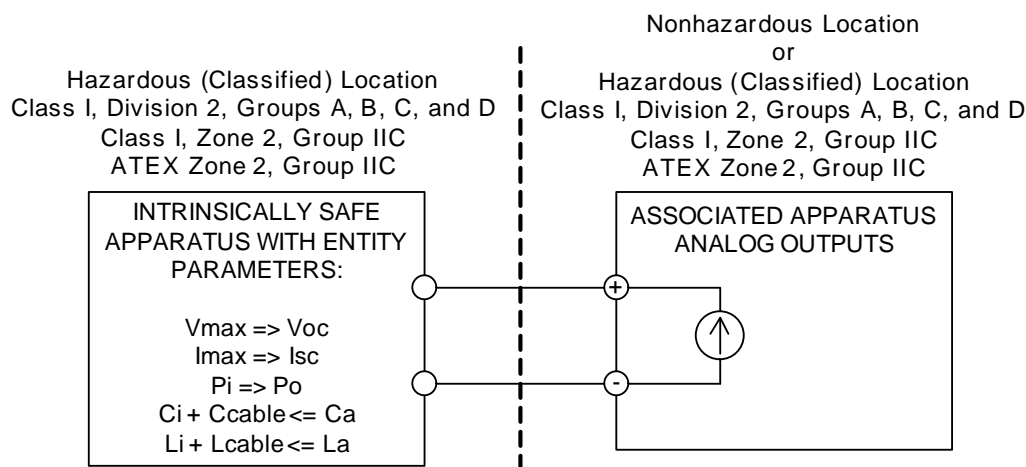 Nonhazardous Location
or
Hazardous (Classified) Location
Class I, Division 2, Groups A, B, C, and D
Class I, Zone 2, Group IIC
ATEX Zone 2, Group IIC
Hazardous (Classified) Location
Class I, Division 2, Groups A, B, C, and D
Class I, Zone 2, Group IIC
ATEX Zone 2, Group IIC
INTRINSICALLY SAFE
APPARATUS WITH ENTITY
PARAMETERS:
Vmax => Voc
Imax => Isc
Pi => Po
Ci + Ccable <= Ca
Li + Lcable <= La
ASSOCIATED APPARATUS
ANALOG OUTPUTS
+
-